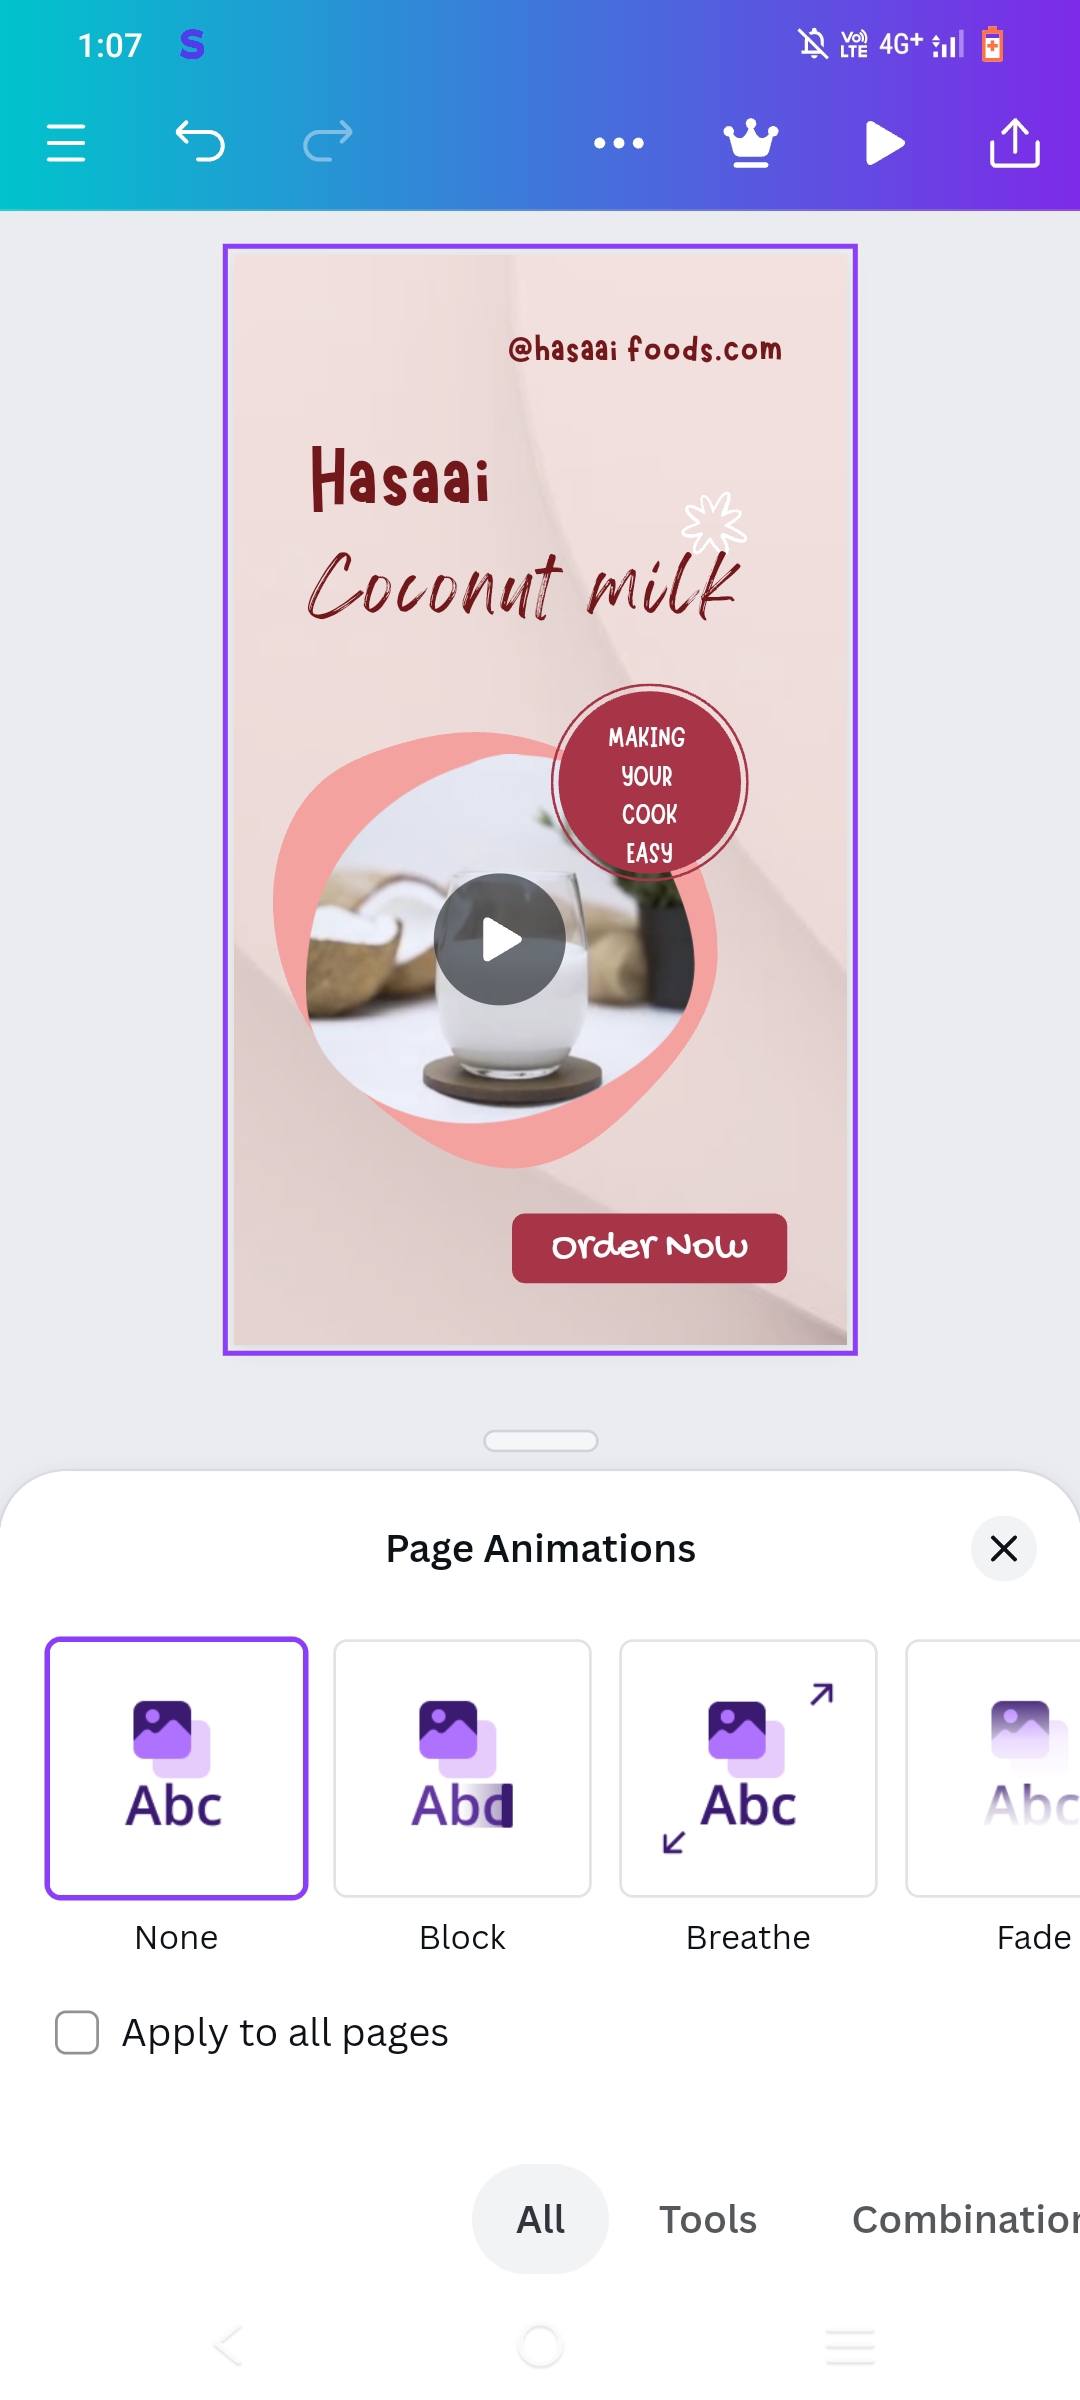 1:07
S
Vo) LTE 4G+
@hasaai foods.com
Hasaai
Coconut milk
MAKING
YOUR
COOK
EASY
Order Now
Page Animations
Abc Abc Abc Abc
None Block Breathe Fade
Apply to all pages
All Tools Combination